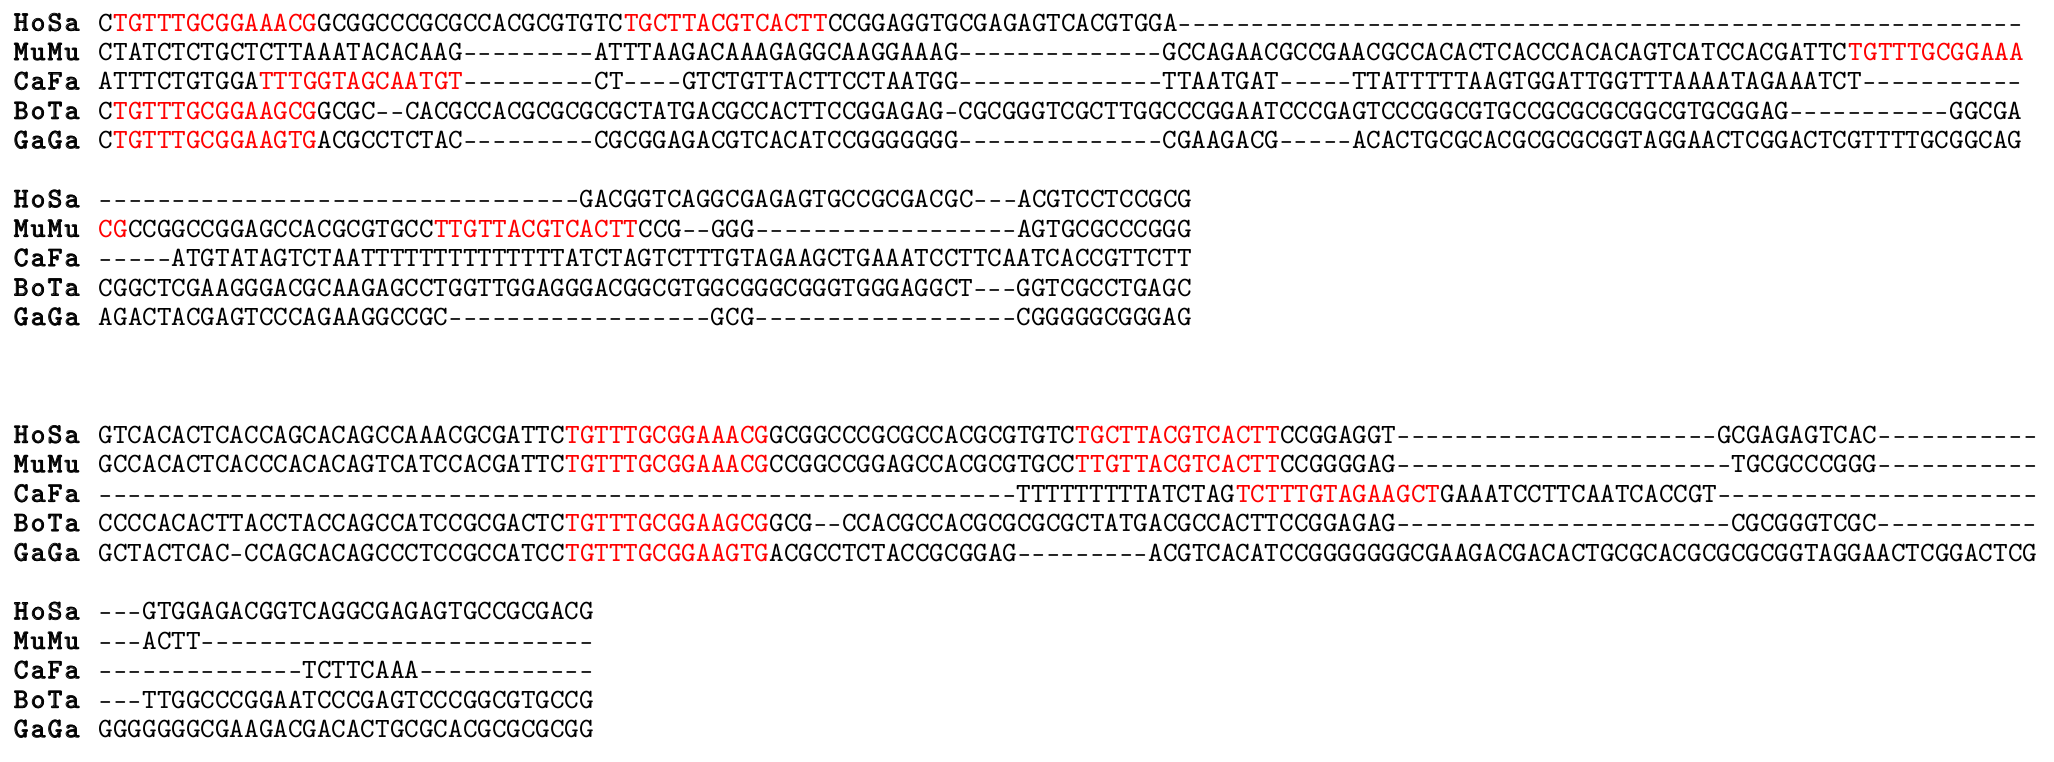 HoSa CTGTTTGCGGAAACGGCGGCCCGCGCCACGCGTGTCTGCTTACGTCACTTCCGGAGGTGCGAGAGTCACGTGGA----------------------------------------------------------
MuMu CTATCTCTGCTCTTAAATACACAAG---------ATTTAAGACAAAGAGGCAAGGAAAG--------------GCCAGAACGCCGAACGCCACACTCACCCACACAGTCATCCACGATTCTGTTTGCGGAAA
CaFa ATTTCTGTGGATTTGGTAGCAATGT---------CT----GTCTGTTACTTCCTAATGG--------------TTAATGAT-----TTATTTTTAAGTGGATTGGTTTAAAATAGAAATCT-----------
BoTa CTGTTTGCGGAAGCGGCGC--CACGCCACGCGCGCGCTATGACGCCACTTCCGGAGAG-CGCGGGTCGCTTGGCCCGGAATCCCGAGTCCCGGCGTGCCGCGCGCGGCGTGCGGAG-----------GGCGA
GaGa CTGTTTGCGGAAGTGACGCCTCTAC---------CGCGGAGACGTCACATCCGGGGGGG--------------CGAAGACG-----ACACTGCGCACGCGCGCGGTAGGAACTCGGACTCGTTTTGCGGCAG
HoSa ---------------------------------GACGGTCAGGCGAGAGTGCCGCGACGC---ACGTCCTCCGCG
MuMu CGCCGGCCGGAGCCACGCGTGCCTTGTTACGTCACTTCCG--GGG------------------AGTGCGCCCGGG
CaFa -----ATGTATAGTCTAATTTTTTTTTTTTTTATCTAGTCTTTGTAGAAGCTGAAATCCTTCAATCACCGTTCTT
BoTa CGGCTCGAAGGGACGCAAGAGCCTGGTTGGAGGGACGGCGTGGCGGGCGGGTGGGAGGCT---GGTCGCCTGAGC
GaGa AGACTACGAGTCCCAGAAGGCCGC------------------GCG------------------CGGGGGCGGGAG
HoSa GTCACACTCACCAGCACAGCCAAACGCGATTCTGTTTGCGGAAACGGCGGCCCGCGCCACGCGTGTCTGCTTACGTCACTTCCGGAGGT----------------------GCGAGAGTCAC-----------
MuMu GCCACACTCACCCACACAGTCATCCACGATTCTGTTTGCGGAAACGCCGGCCGGAGCCACGCGTGCCTTGTTACGTCACTTCCGGGGAG-----------------------TGCGCCCGGG-----------
CaFa ---------------------------------------------------------------TTTTTTTTTATCTAGTCTTTGTAGAAGCTGAAATCCTTCAATCACCGT----------------------
BoTa CCCCACACTTACCTACCAGCCATCCGCGACTCTGTTTGCGGAAGCGGCG--CCACGCCACGCGCGCGCTATGACGCCACTTCCGGAGAG-----------------------CGCGGGTCGC-----------
GaGa GCTACTCAC-CCAGCACAGCCCTCCGCCATCCTGTTTGCGGAAGTGACGCCTCTACCGCGGAG---------ACGTCACATCCGGGGGGGCGAAGACGACACTGCGCACGCGCGCGGTAGGAACTCGGACTCG
HoSa ---GTGGAGACGGTCAGGCGAGAGTGCCGCGACG
MuMu ---ACTT---------------------------
CaFa --------------TCTTCAAA------------
BoTa ---TTGGCCCGGAATCCCGAGTCCCGGCGTGCCG
GaGa GGGGGGGCGAAGACGACACTGCGCACGCGCGCGG